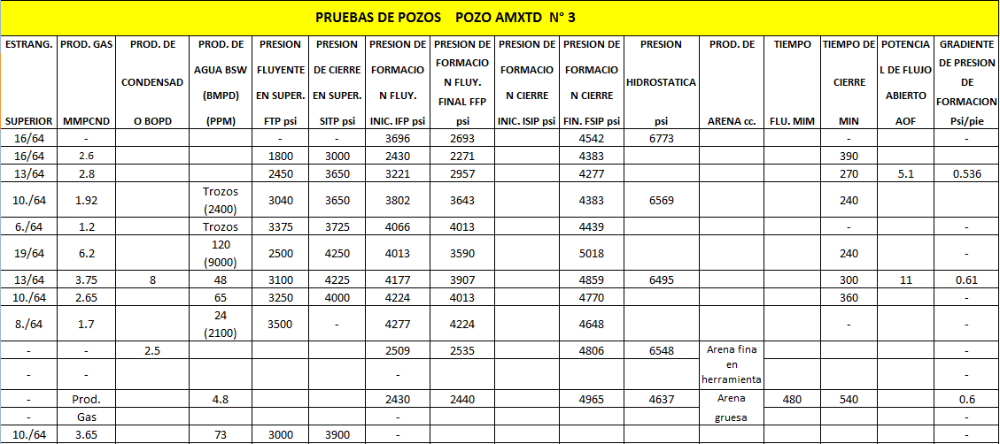 PRUEBAS DE POZOS POZO AMXTD N° 3
ESTRANG. PROD. GAS PROD. DE PROD. DE PRESION PRESION PRESION DE PRESION DE PRESION DE PRESION DE PRESION PROD. DE TIEMPO TIEMPO DE POTENCIA GRADIENTE
AGUA BSW FLUYENTE DE CIERRE FORMACIO FORMACIO FORMACIO FORMACIO DE PRESION
CONDENSAD (BMPD) EN SUPER. EN SUPER. N FLUY. N FLUY. N CIERRE N CIERRE HIDROSTATICA CIERRE L DE FLUJO DE
ABIERTO FINAL FFP FORMACION
SUPERIOR MMPCND O BOPD (PPM) FTP psi SITP psi INIC. IFP psi psi INIC. ISIP psi FIN. FSIP psi psi ARENA cc. FLU. MIM MIN AOF Psi/pie
16/64 - - - 3696 2693 4542 6773 - -
16/64 2.6 1800 3000 2430 2271 4383 390
13/64 2.8 2450 3650 3221 2957 4277 270 5.1 0.536
10./64 1.92 Trozos (2400) 3040 3650 3802 3643 4383 6569 240
6./64 1.2 Trozos 3375 3725 4066 4013 4439 - -
19/64 6.2 120 (9000) 2500 4250 4013 3590 5018 240 -
13/64 3.75 8 48 3100 4225 4177 3907 4859 6495 300 11 0.61
10./64 2.65 65 3250 4000 4224 4013 4770 360 -
8./64 1.7 24 (2100) 3500 - 4277 4224 4648 - -
- - 2.5 2509 2535 4806 6548 Arena fina -
en
- - - herramienta -
- Prod. 4.8 2430 2440 4965 4637 Arena 480 540 0.6
- Gas - gruesa -
10./64 3.65 73 3000 3900 - -